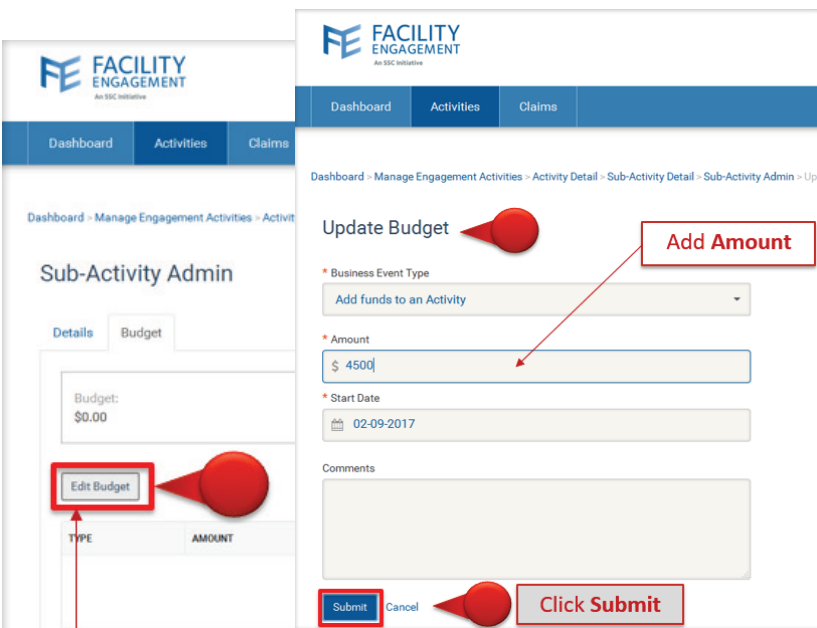 FACILITY
ENGAGEMENT
An SSC Initiative
Dashboard Activities Claims
Dashboard > Manage Engagement Activities > Activit
Sub-Activity Admin
Details Budget
Budget:
$0.00
Edit Budget
TYPE AMOUNT
FACILITY
ENGAGEMENT
An SSC Initiative
Dashboard Activities Claims
Dashboard > Manage Engagement Activities > Activity Detail > Sub-Activity Detail > Sub-Activity Admin > Up
Update Budget
Add Amount
* Business Event Type
Add funds to an Activity
* Amount
$ 4500
* Start Date
02-09-2017
Comments
Submit Cancel
Click Submit